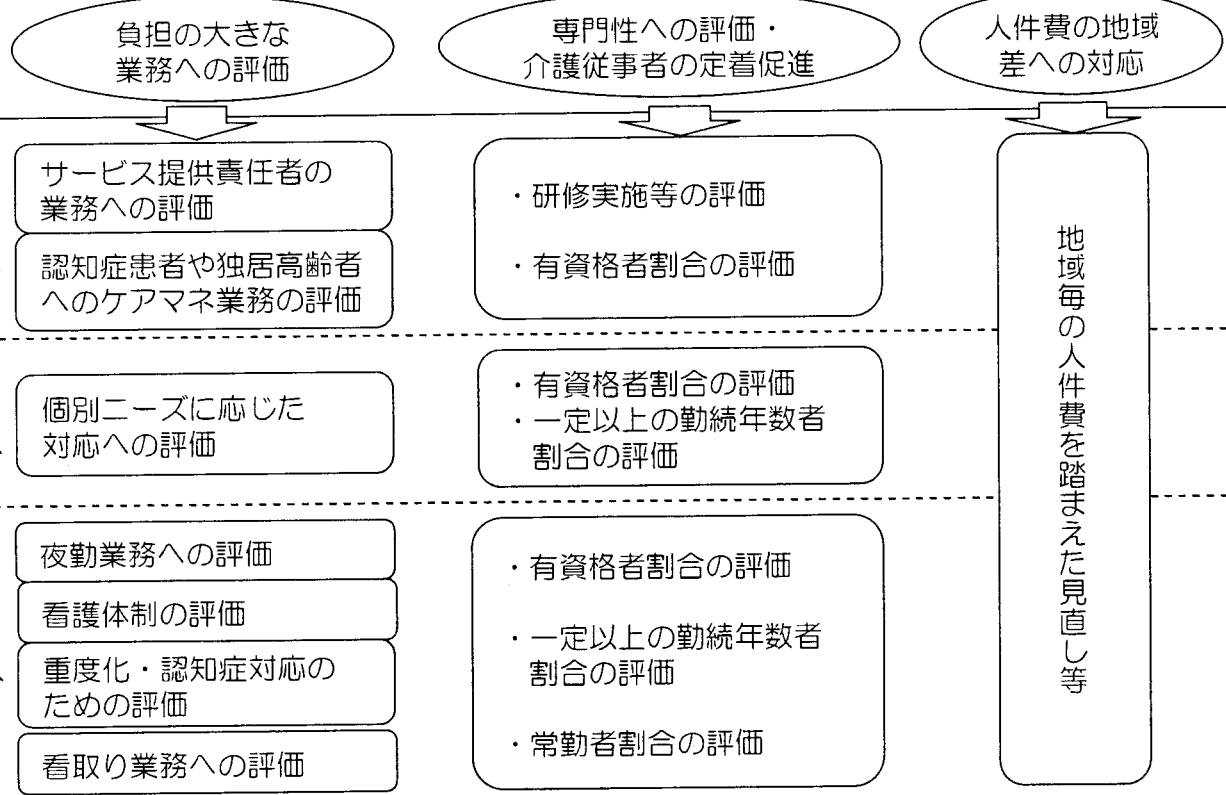 負担の大きな
業務への評価
専門性への評価・
介護従事者の定着促進
人件費の地域
差への対応
サービス提供責任者の
業務への評価
認知症患者や独居高齢者
へのケアマネ業務の評価
・研修実施等の評価
・有資格者割合の評価
個別ニーズに応じた
対応への評価
・有資格者割合の評価
・一定以上の勤続年数者
割合の評価
夜勤業務への評価
看護体制の評価
重度化・認知症対応の
ための評価
看取り業務への評価
・有資格者割合の評価
・一定以上の勤続年数者
割合の評価
・常勤者割合の評価
地域毎の人件費を踏まえた見直し等